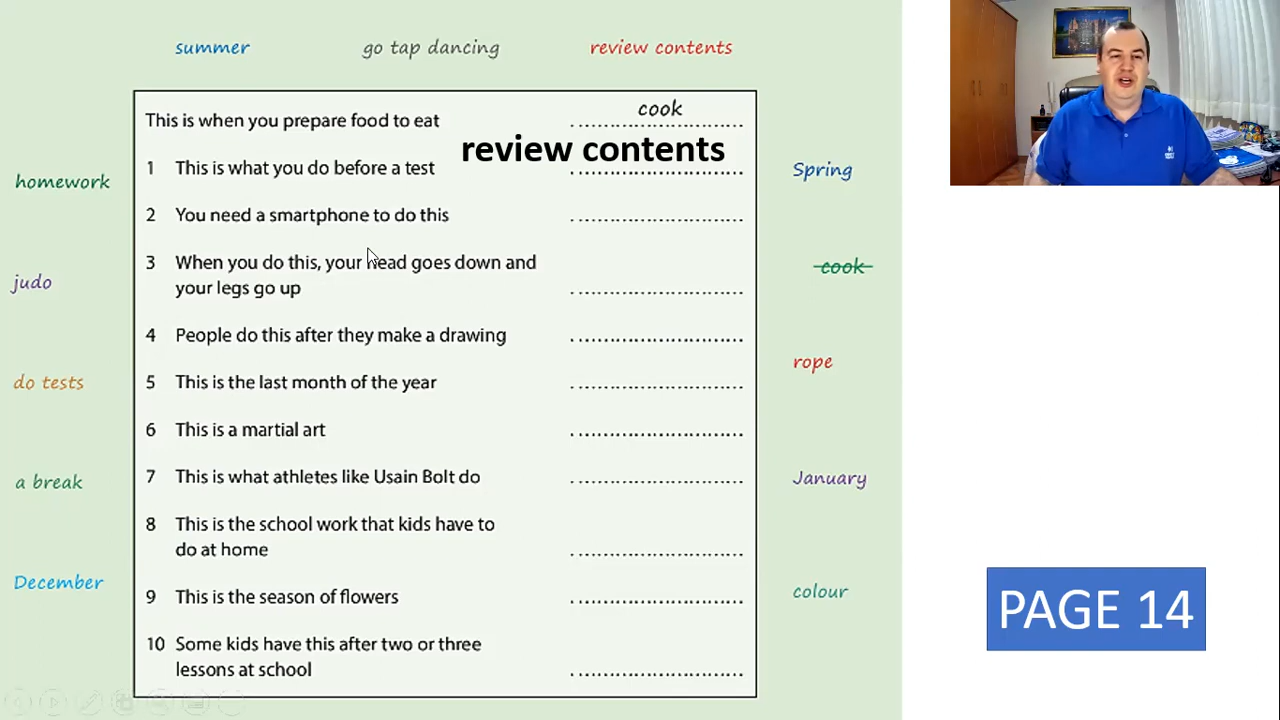 summer go tap dancing review contents
This is when you prepare food to eat cook
review contents
1 This is what you do before a test
homework
Spring
2 You need a smartphone to do this
3 When you do this, your head goes down and
your legs go up
judo
cook
4 People do this after they make a drawing
rope
do tests
5 This is the last month of the year
6 This is a martial art
7 This is what athletes like Usain Bolt do
a break
January
8 This is the school work that kids have to
do at home
December
colour
9 This is the season of flowers
PAGE 14
10 Some kids have this after two or three
lessons at school